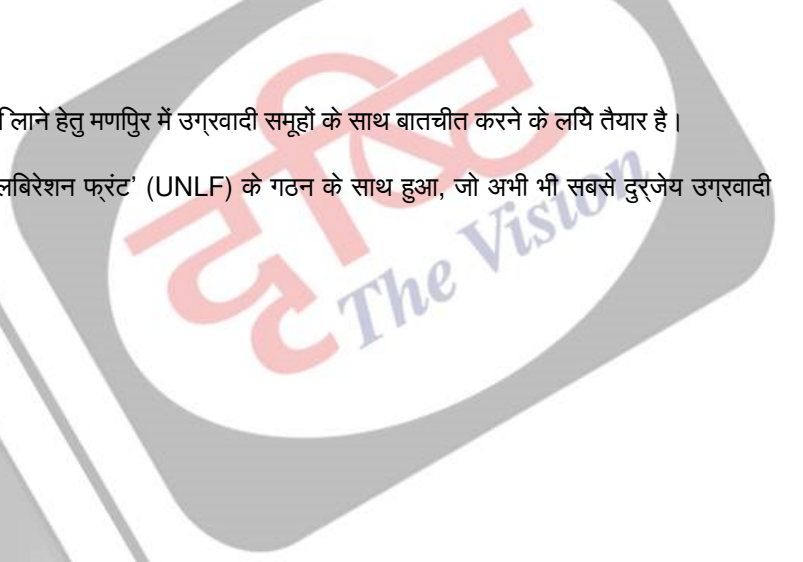 लाने हेतु मणिपुर में उग्रवादी समूहों के साथ बातचीत करने के लिये तैयार है।
लिबरेशन फ्रंट’ (UNLF) के गठन के साथ हुआ, जो अभी भी सबसे दुर्जेय उग्रवादी
दृष्टि
The Vision